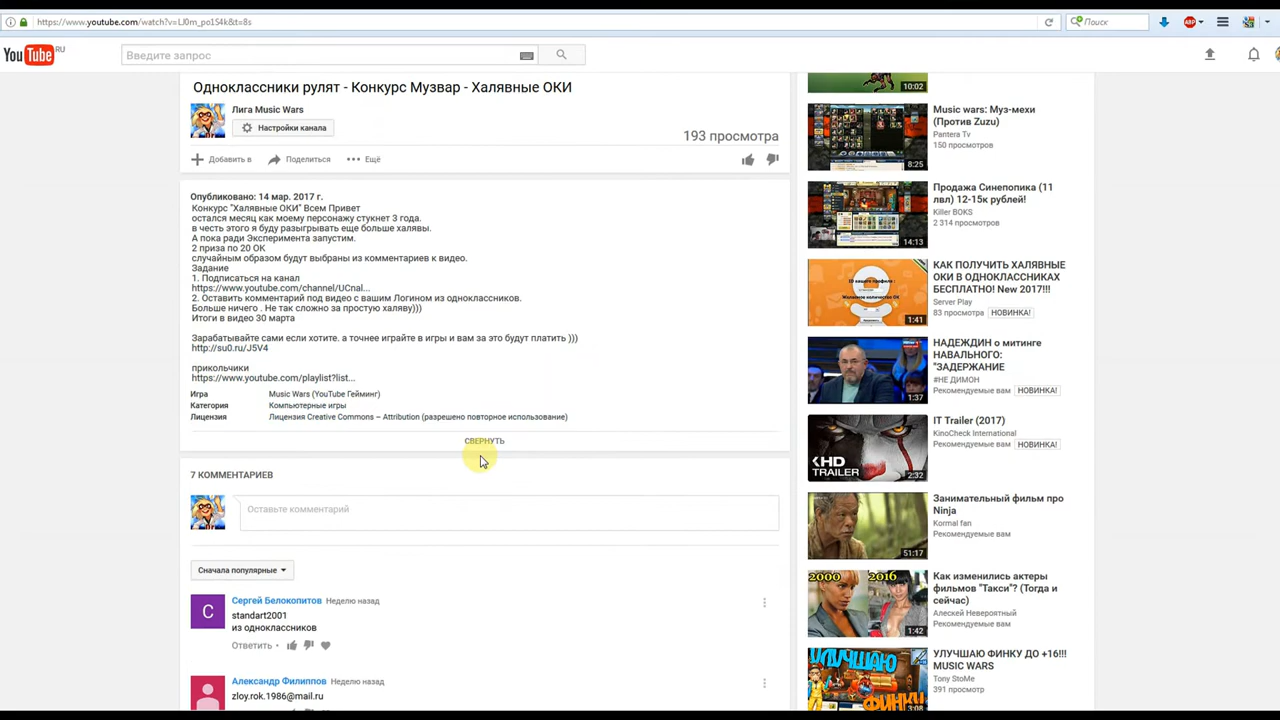 https://www.youtube.com/watch?v=LJ0m_po1S4k&t=8s
Поиск
ABP
You Tube RU
Введите запрос
Одноклассники рулят - Конкурс Музвар - Халявные ОКИ
Лига Music Wars
Настройки канала
193 просмотра
Добавить в
Поделиться
Ещё
Опубликовано: 14 мар. 2017 г.
Конкурс "Халявные ОКИ" Всем Привет
остался месяц как моему персонажу стукнет 3 года.
в честь этого я буду разыгрывать еще больше халявы.
А пока ради Эксперимента запустим.
2 приза по 20 ОК
случайным образом будут выбраны из комментариев к видео.
Задание
1. Подписаться на канал
https://www.youtube.com/channel/UCnal...
2. Оставить комментарий под видео с вашим Логином из одноклассников.
Больше ничего . Не так сложно за простую халяву)))
Итоги в видео 30 марта
Зарабатывайте сами если хотите. а точнее играйте в игры и вам за это будут платить )))
http://su0.ru/J5V4
прикольчики
https://www.youtube.com/playlist?list...
Игра Music Wars (YouTube Гейминг)
Категория Компьютерные игры
Лицензия Лицензия Creative Commons – Attribution (разрешено повторное использование)
СВЕРНУТЬ
7 КОММЕНТАРИЕВ
Оставьте комментарий
Сначала популярные
С
Сергей Белокопитов Неделю назад
standart2001
из одноклассников
Ответить
Александр Филиппов Неделю назад
zloy.rok.1986@mail.ru
10:02
Music wars: Муз-мехи
(Против Zuzu)
Pantera Tv
150 просмотров
8:25
Продажа Синепопика (11
лвл) 12-15к рублей!
Killer BOKS
2 314 просмотров
14:13
КАК ПОЛУЧИТЬ ХАЛЯВНЫЕ
ОКИ В ОДНОКЛАССНИКАХ
БЕСПЛАТНО! New 2017!!!
Server Play
83 просмотра НОВИНКА!
1:41
НАДЕЖДИН о митинге
НАВАЛЬНОГО:
"ЗАДЕРЖАНИЕ
#НЕ ДИМОН
Рекомендуемые вам НОВИНКА!
1:37
IT Trailer (2017)
KinoCheck International
Рекомендуемые вам НОВИНКА!
KHD
TRAILER
2:32
Занимательный фильм про
Ninja
Kormal fan
Рекомендуемые вам
51:17
2000 2016
Как изменились актеры
фильмов "Такси"? (Тогда и
сейчас)
Алескей Невероятный
Рекомендуемые вам
1:42
УЛУЧШАЮ
ФИНКУ
УЛУЧШАЮ ФИНКУ ДО +16!!!
MUSIC WARS
Tony StoMe
391 просмотр
3:08